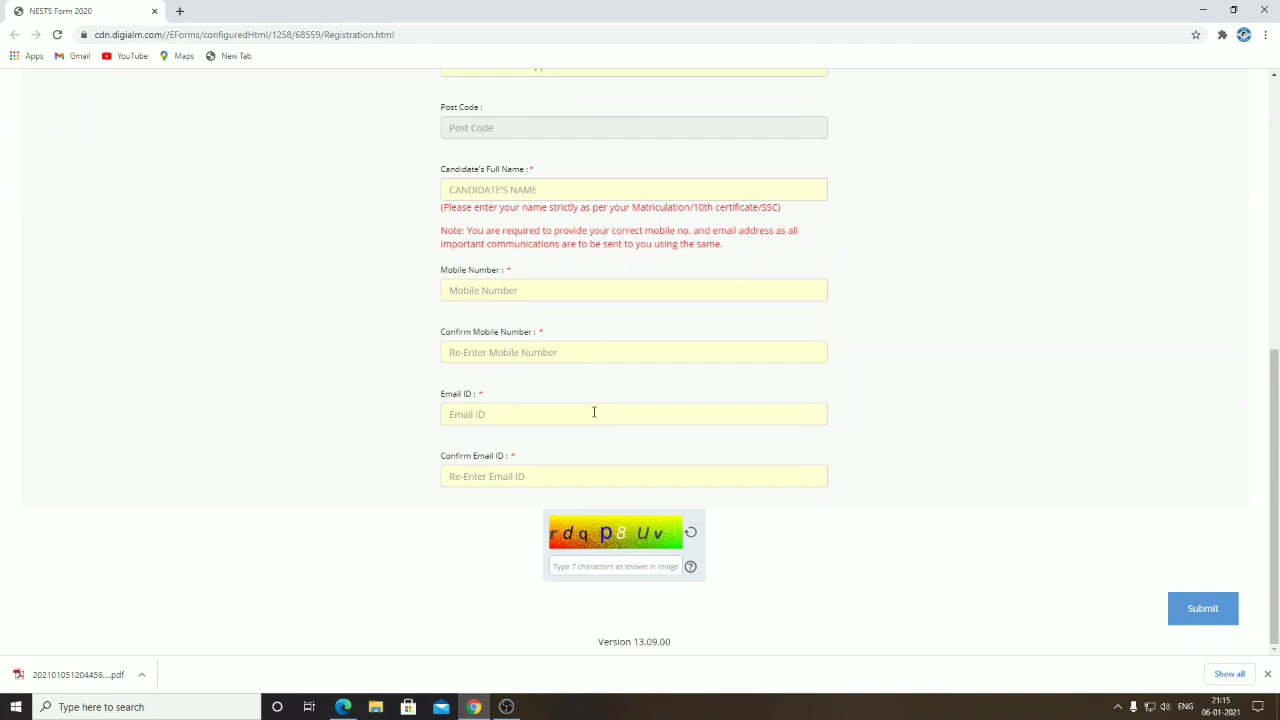 NESTS Form 2020
cdn.digialm.com//EForms/configuredHtml/1258/68559/Registration.html
Apps Gmail YouTube Maps New Tab
Post Code :
Post Code
Candidate's Full Name : *
CANDIDATE'S NAME
(Please enter your name strictly as per your Matriculation/10th certificate/SSC)
Note: You are required to provide your correct mobile no. and email address as all
important communications are to be sent to you using the same.
Mobile Number : *
Mobile Number
Confirm Mobile Number : *
Re-Enter Mobile Number
Email ID : *
Email ID
Confirm Email ID : *
Re-Enter Email ID
r d q p 8 U v
Type 7 characters as shown in image
Submit
Version 13.09.00
202101051204456....pdf
Show all
Type here to search
21:15
06-01-2021